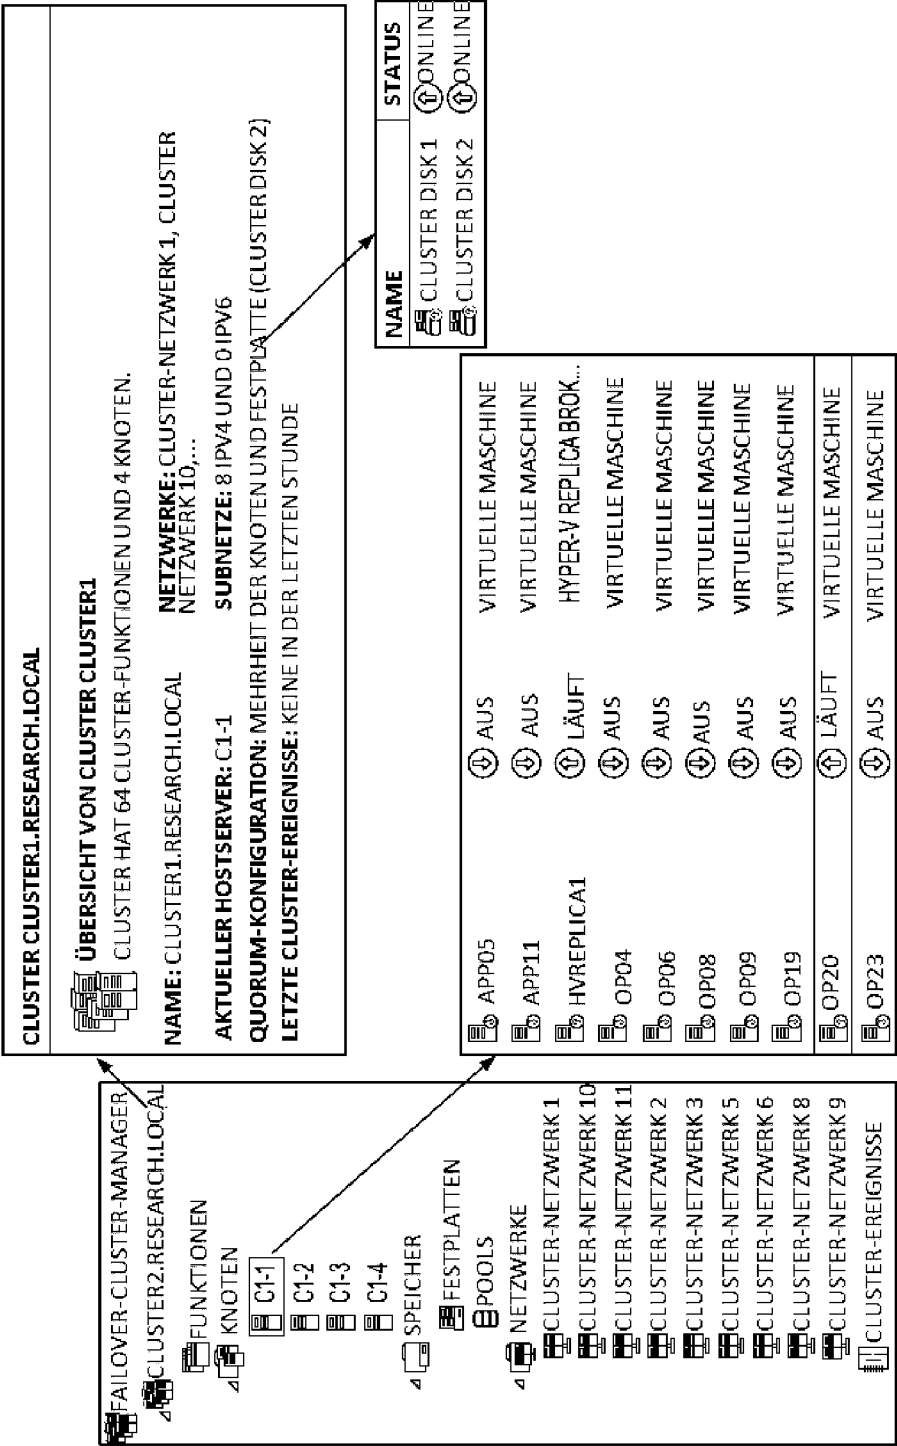 FAILOVER-CLUSTER-MANAGER
CLUSTER2.RESEARCH.LOCAL
FUNKTIONEN
KNOTEN
C1-1
C1-2
C1-3
C1-4
SPEICHER
FESTPLATTEN
POOLS
NETZWERKE
CLUSTER-NETZWERK 1
CLUSTER-NETZWERK 10
CLUSTER-NETZWERK 11
CLUSTER-NETZWERK 2
CLUSTER-NETZWERK 3
CLUSTER-NETZWERK 5
CLUSTER-NETZWERK 6
CLUSTER-NETZWERK 8
CLUSTER-NETZWERK 9
CLUSTER-EREIGNISSE
CLUSTER CLUSTER1.RESEARCH.LOCAL
ÜBERSICHT VON CLUSTER CLUSTER1
CLUSTER HAT 64 CLUSTER-FUNKTIONEN UND 4 KNOTEN.
NAME: CLUSTER1.RESEARCH.LOCAL NETZWERKE: CLUSTER-NETZWERK 1, CLUSTER
NETZWERK 10,...
AKTUELLER HOSTSERVER: C1-1 SUBNETZE: 8 IPV4 UND 0 IPV6
QUORUM-KONFIGURATION: MEHRHEIT DER KNOTEN UND FESTPLATTE (CLUSTER DISK 2)
LETZTE CLUSTER-EREIGNISSE: KEINE IN DER LETZTEN STUNDE
NAME STATUS
CLUSTER DISK 1 ONLINE
CLUSTER DISK 2 ONLINE
APP05 AUS VIRTUELLE MASCHINE
APP11 AUS VIRTUELLE MASCHINE
HVREPLICA1 LÄUFT HYPER-V REPLICA BROK...
OP04 AUS VIRTUELLE MASCHINE
OP06 AUS VIRTUELLE MASCHINE
OP08 AUS VIRTUELLE MASCHINE
OP09 AUS VIRTUELLE MASCHINE
OP19 AUS VIRTUELLE MASCHINE
OP20 LÄUFT VIRTUELLE MASCHINE
OP23 AUS VIRTUELLE MASCHINE